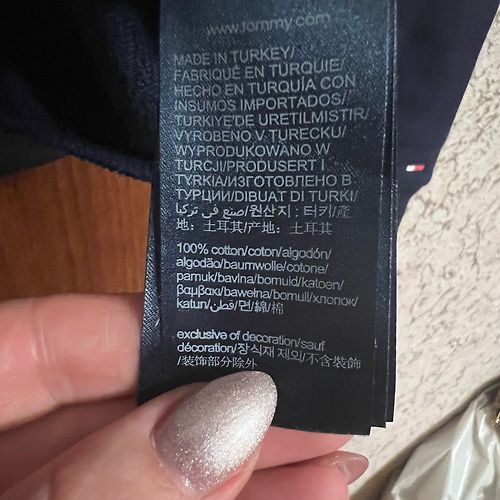 www.tommy.com
MADE IN TURKEY/
FABRIQUÉ EN TURQUIE/
HECHO EN TURQUIA CON
INSUMOS IMPORTADOS/
TÜRKIYE'DE ÜRETILMISTIR/
VYROBENO V TURECKU/
WYPRODUKOWANO W
TURCJI/PRODUSERT I
TYRKIA/ИЗГОТОВЛЕНО В
ТУРЦИИ/DIBUAT DI TURKI/
صنع في تركيا/원산지 : 터키/產
地: 土耳其/产地: 土耳其
100% cotton/coton/algodón/
algodão/baumwolle/cotone/
pamuk/bavlna/bomuld/katoen/
βαμβακι/bawełna/bomull/хлопок/
katun/قطن/면/綿/棉
exclusive of decoration/sauf
décoration/장식재 제외/不含裝飾
/装饰部分除外